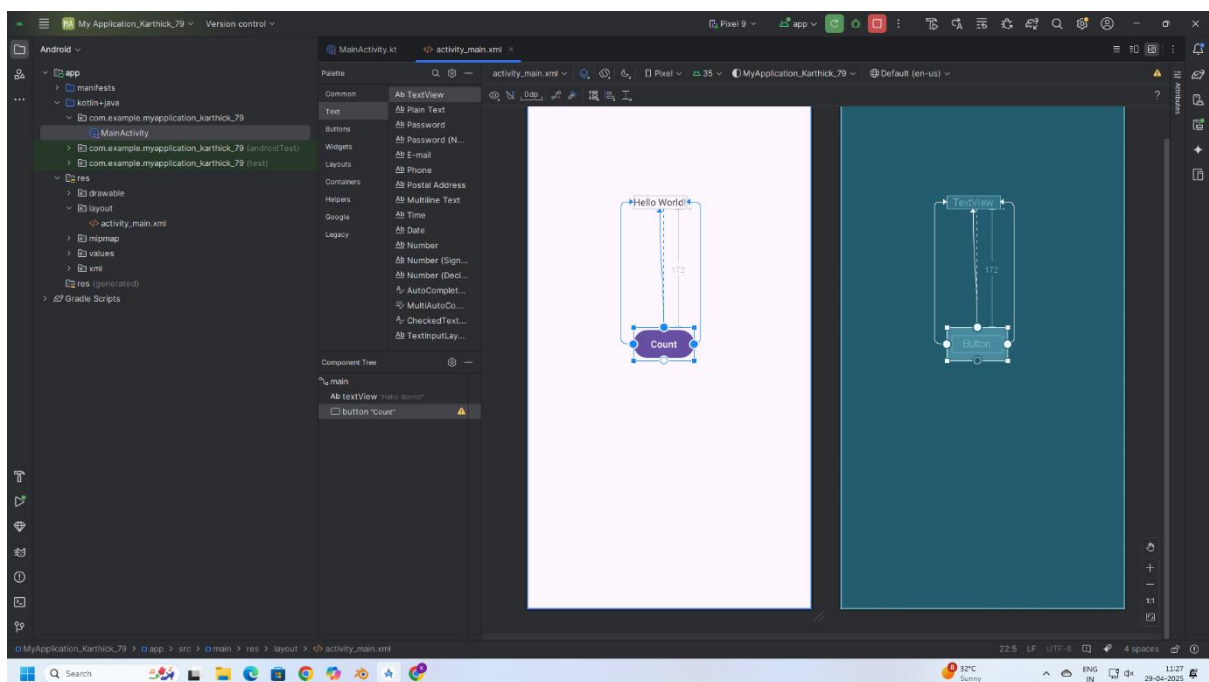 MA My Application_Karthick_79 Version control
Pixel 9 app
Android
MainActivity.kt
activity_main.xml
app
manifests
kotlin+java
com.example.myapplication_karthick_79
MainActivity
com.example.myapplication_karthick_79 (androidTest)
com.example.myapplication_karthick_79 (test)
res
drawable
layout
activity_main.xml
mipmap
values
xml
res (generated)
Gradle Scripts
Palette
Common
Text
Buttons
Widgets
Layouts
Containers
Helpers
Google
Legacy
Ab TextView
Ab Plain Text
Ab Password
Ab Password (N...
Ab E-mail
Ab Phone
Ab Postal Address
Ab Multiline Text
Ab Time
Ab Date
Ab Number
Ab Number (Sign...
Ab Number (Deci...
AutoComplet...
MultiAutoCo...
CheckedText...
Ab TextInputLay...
Component Tree
main
Ab textView "Hello World!"
button "Count"
activity_main.xml Pixel 35 MyApplication_Karthick_79 Default (en-us)
0dp
?
Hello World!
172
Count
TextView
172
Button
Attributes
1:1
MyApplication_Karthick_79 > app > src > main > res > layout > activity_main.xml
22:5 LF UTF-8 4 spaces
Search
32°C
Sunny
ENG
IN
11:27
29-04-2025